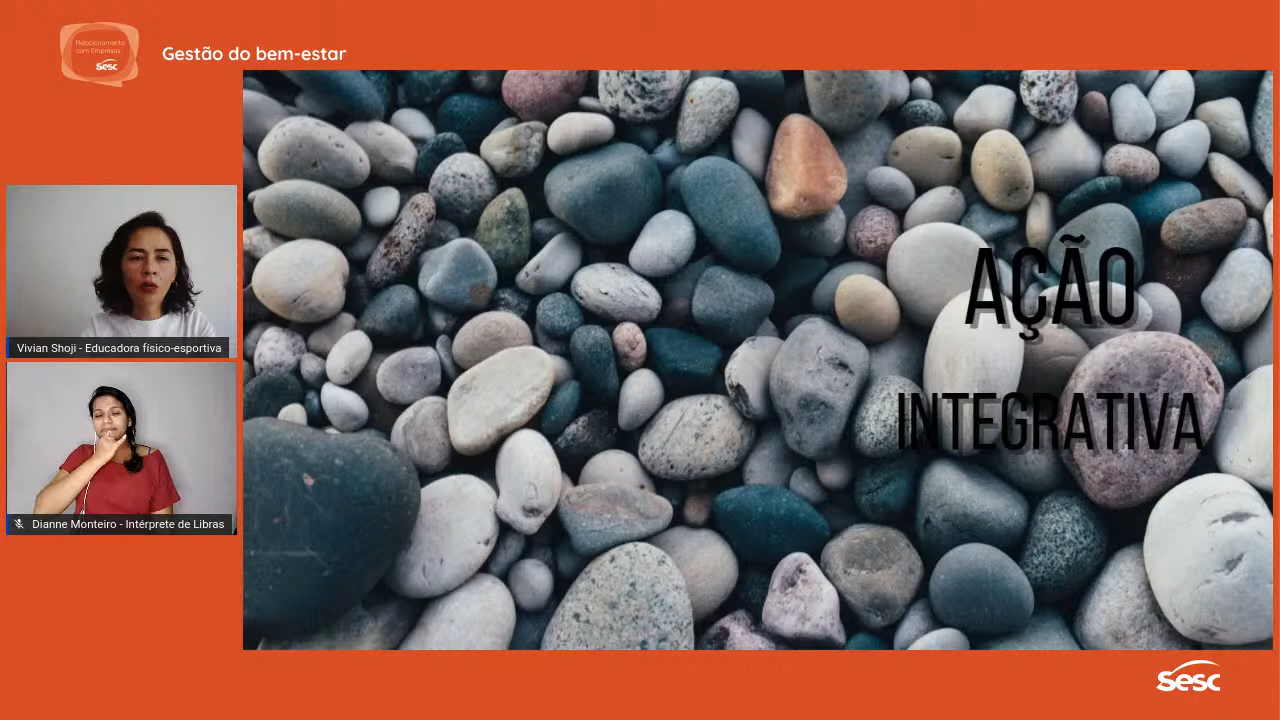 Relacionamento
com Empresas
Sesc
Gestão do bem-estar
AÇÃO
INTEGRATIVA
Vivian Shoji - Educadora físico-esportiva
Dianne Monteiro - Intérprete de Libras
Sesc